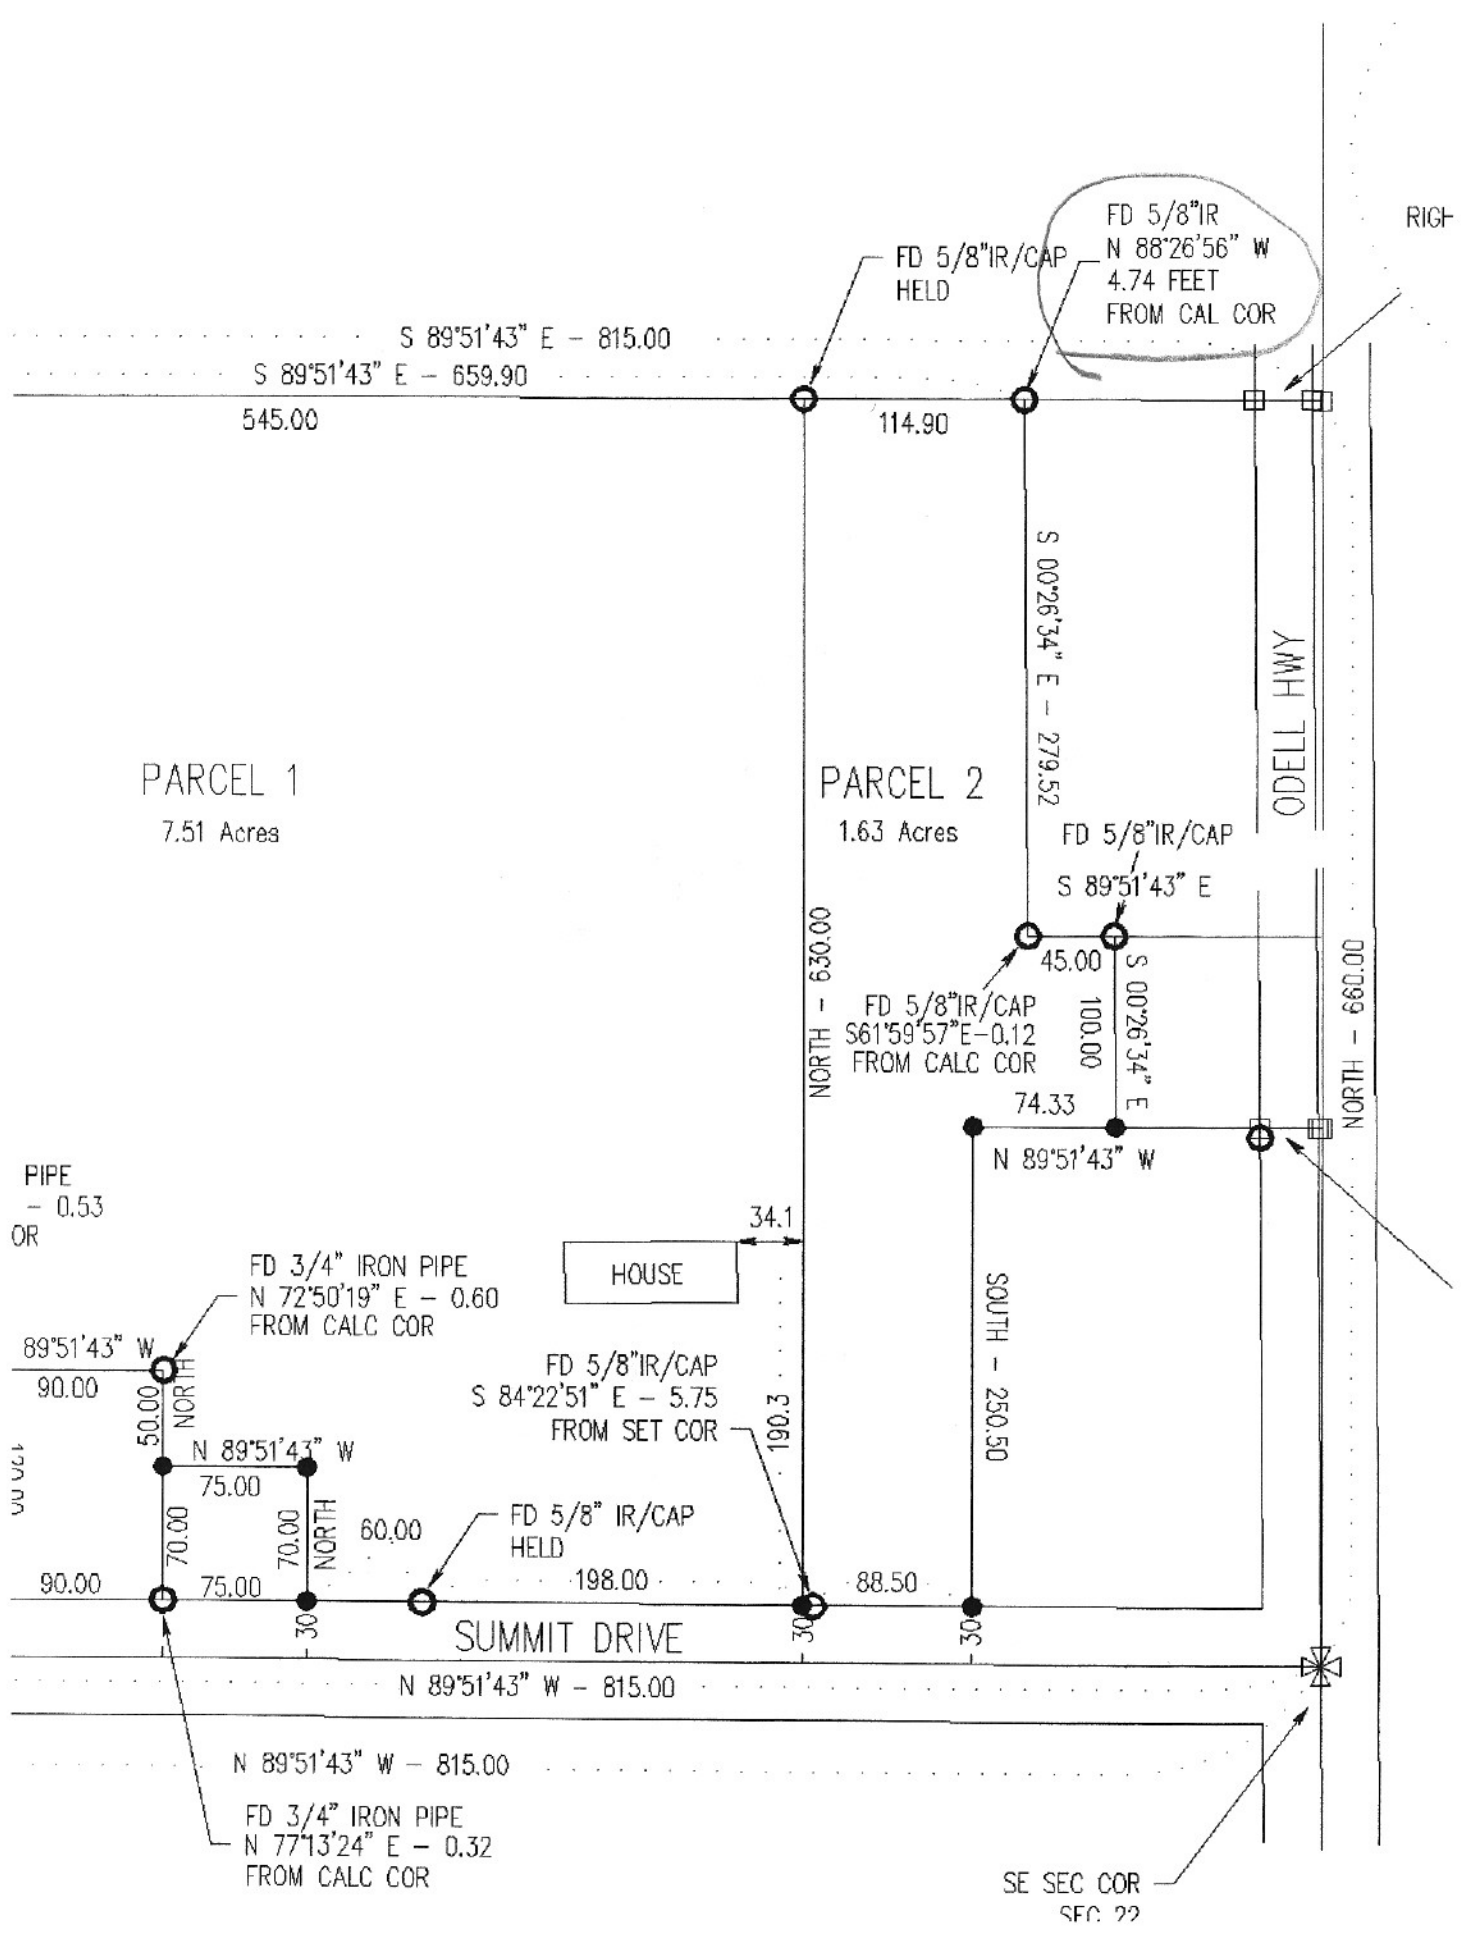 RIGH
FD 5/8"IR
N 88°26'56" W
4.74 FEET
FROM CAL COR
FD 5/8"IR/CAP
HELD
S 89°51'43" E - 815.00
S 89°51'43" E - 659.90
545.00
114.90
S 00°26'34" E - 279.52
ODELL HWY
PARCEL 1
7.51 Acres
PARCEL 2
1.63 Acres
FD 5/8"IR/CAP
S 89°51'43" E
45.00
NORTH - 630.00
FD 5/8"IR/CAP
S61°59'57"E-0.12
FROM CALC COR
100.00
S 00°26'34" E
NORTH - 660.00
74.33
N 89°51'43" W
PIPE
- 0.53
OR
34.1
HOUSE
FD 3/4" IRON PIPE
N 72°50'19" E - 0.60
FROM CALC COR
89°51'43" W
90.00
50.00
NORTH
SOUTH - 250.50
FD 5/8"IR/CAP
S 84°22'51" E - 5.75
FROM SET COR
190.3
120.00
N 89°51'43" W
75.00
70.00
70.00
NORTH
60.00
FD 5/8" IR/CAP
HELD
90.00
75.00
198.00
88.50
30
30
30
SUMMIT DRIVE
N 89°51'43" W - 815.00
N 89°51'43" W - 815.00
FD 3/4" IRON PIPE
N 77°13'24" E - 0.32
FROM CALC COR
SE SEC COR
SEC 22